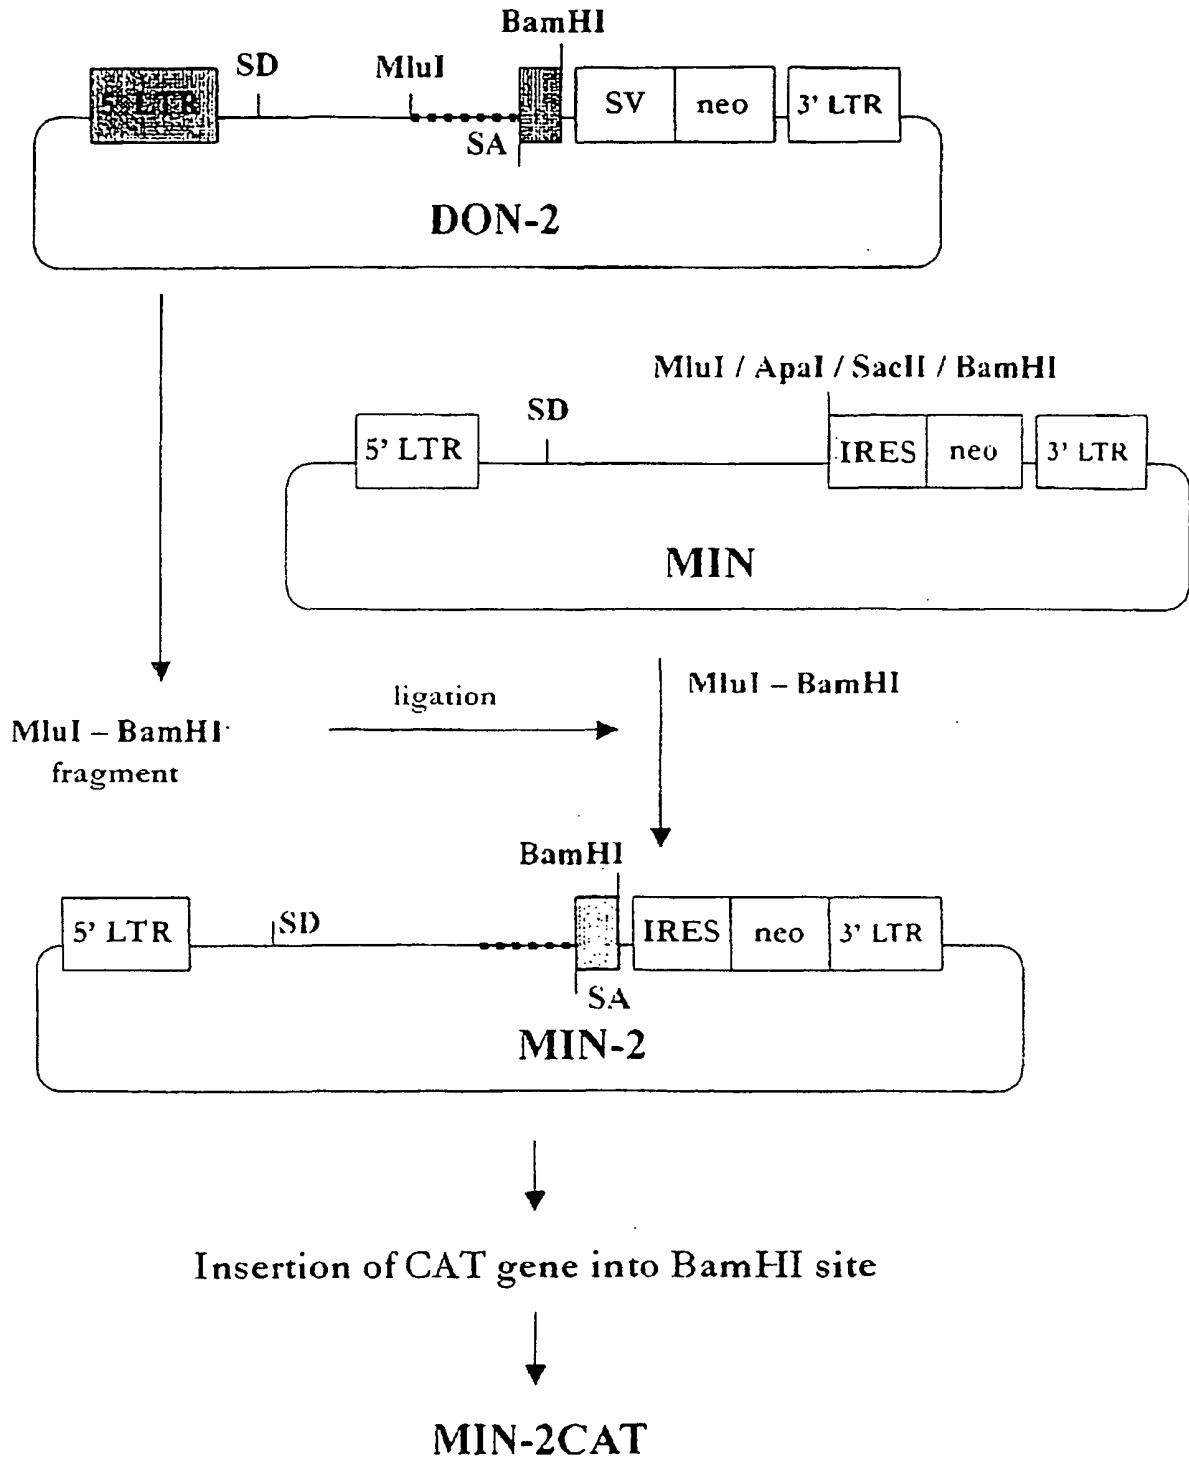 BamHI
SD
MluI
5' LTR
SV
neo
3' LTR
SA
DON-2
MluI / ApaI / SacII / BamHI
SD
5' LTR
IRES
neo
3' LTR
MIN
MluI – BamHI
ligation
MluI – BamHI
fragment
BamHI
5' LTR
SD
IRES
neo
3' LTR
SA
MIN-2
Insertion of CAT gene into BamHI site
MIN-2CAT